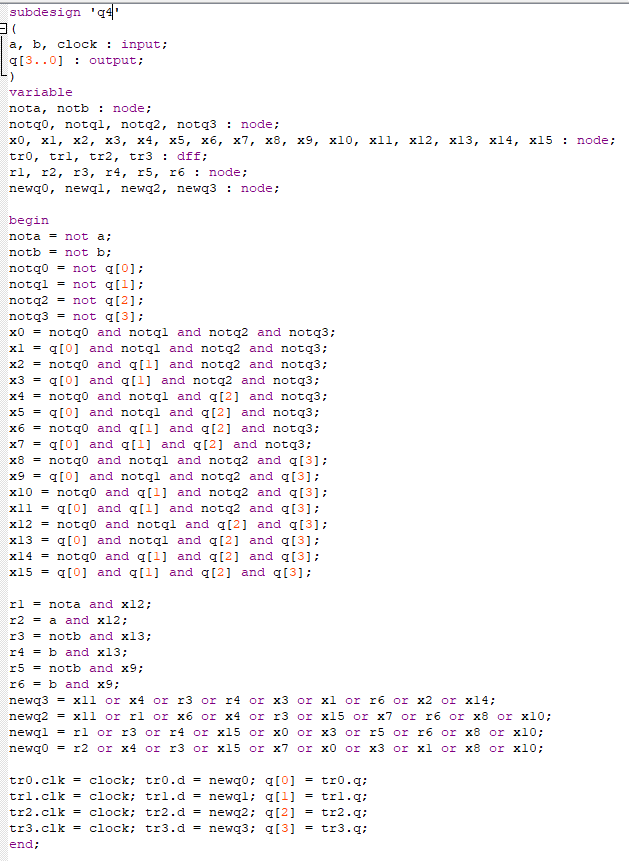 subdesign 'q4'
(
a, b, clock : input;
q[3..0] : output;
)
variable
nota, notb : node;
notq0, notq1, notq2, notq3 : node;
x0, x1, x2, x3, x4, x5, x6, x7, x8, x9, x10, x11, x12, x13, x14, x15 : node;
tr0, tr1, tr2, tr3 : dff;
r1, r2, r3, r4, r5, r6 : node;
newq0, newq1, newq2, newq3 : node;
begin
nota = not a;
notb = not b;
notq0 = not q[0];
notq1 = not q[1];
notq2 = not q[2];
notq3 = not q[3];
x0 = notq0 and notq1 and notq2 and notq3;
x1 = q[0] and notq1 and notq2 and notq3;
x2 = notq0 and q[1] and notq2 and notq3;
x3 = q[0] and q[1] and notq2 and notq3;
x4 = notq0 and notq1 and q[2] and notq3;
x5 = q[0] and notq1 and q[2] and notq3;
x6 = notq0 and q[1] and q[2] and notq3;
x7 = q[0] and q[1] and q[2] and notq3;
x8 = notq0 and notq1 and notq2 and q[3];
x9 = q[0] and notq1 and notq2 and q[3];
x10 = notq0 and q[1] and notq2 and q[3];
x11 = q[0] and q[1] and notq2 and q[3];
x12 = notq0 and notq1 and q[2] and q[3];
x13 = q[0] and notq1 and q[2] and q[3];
x14 = notq0 and q[1] and q[2] and q[3];
x15 = q[0] and q[1] and q[2] and q[3];
r1 = nota and x12;
r2 = a and x12;
r3 = notb and x13;
r4 = b and x13;
r5 = notb and x9;
r6 = b and x9;
newq3 = x11 or x4 or r3 or r4 or x3 or x1 or r6 or x2 or x14;
newq2 = x11 or r1 or x6 or x4 or r3 or x15 or x7 or r6 or x8 or x10;
newq1 = r1 or r3 or r4 or x15 or x0 or x3 or r5 or r6 or x8 or x10;
newq0 = r2 or x4 or r3 or x15 or x7 or x0 or x3 or x1 or x8 or x10;
tr0.clk = clock; tr0.d = newq0; q[0] = tr0.q;
tr1.clk = clock; tr1.d = newq1; q[1] = tr1.q;
tr2.clk = clock; tr2.d = newq2; q[2] = tr2.q;
tr3.clk = clock; tr3.d = newq3; q[3] = tr3.q;
end;